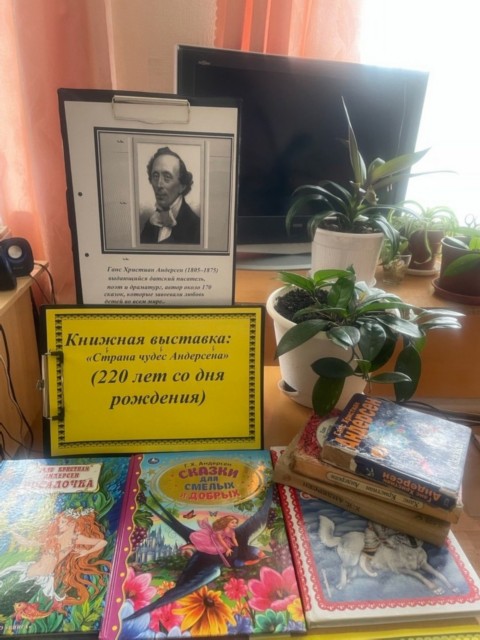 Ганс Христиан Андерсен (1805-1875)
выдающийся датский писатель,
поэт и драматург, автор около 170
сказок, которые завоевали любовь
детей во всем мире.
Книжная выставка:
«Страна чудес Андерсена»
(220 лет со дня
рождения)
Андерсен
Андерсен
ХРИСТИАН
АНДЕРСЕН
РУСАЛОЧКА
Г. Х. Андерсен
СКАЗКИ
ДЛЯ
СМЕЛЫХ
И ДОБРЫХ